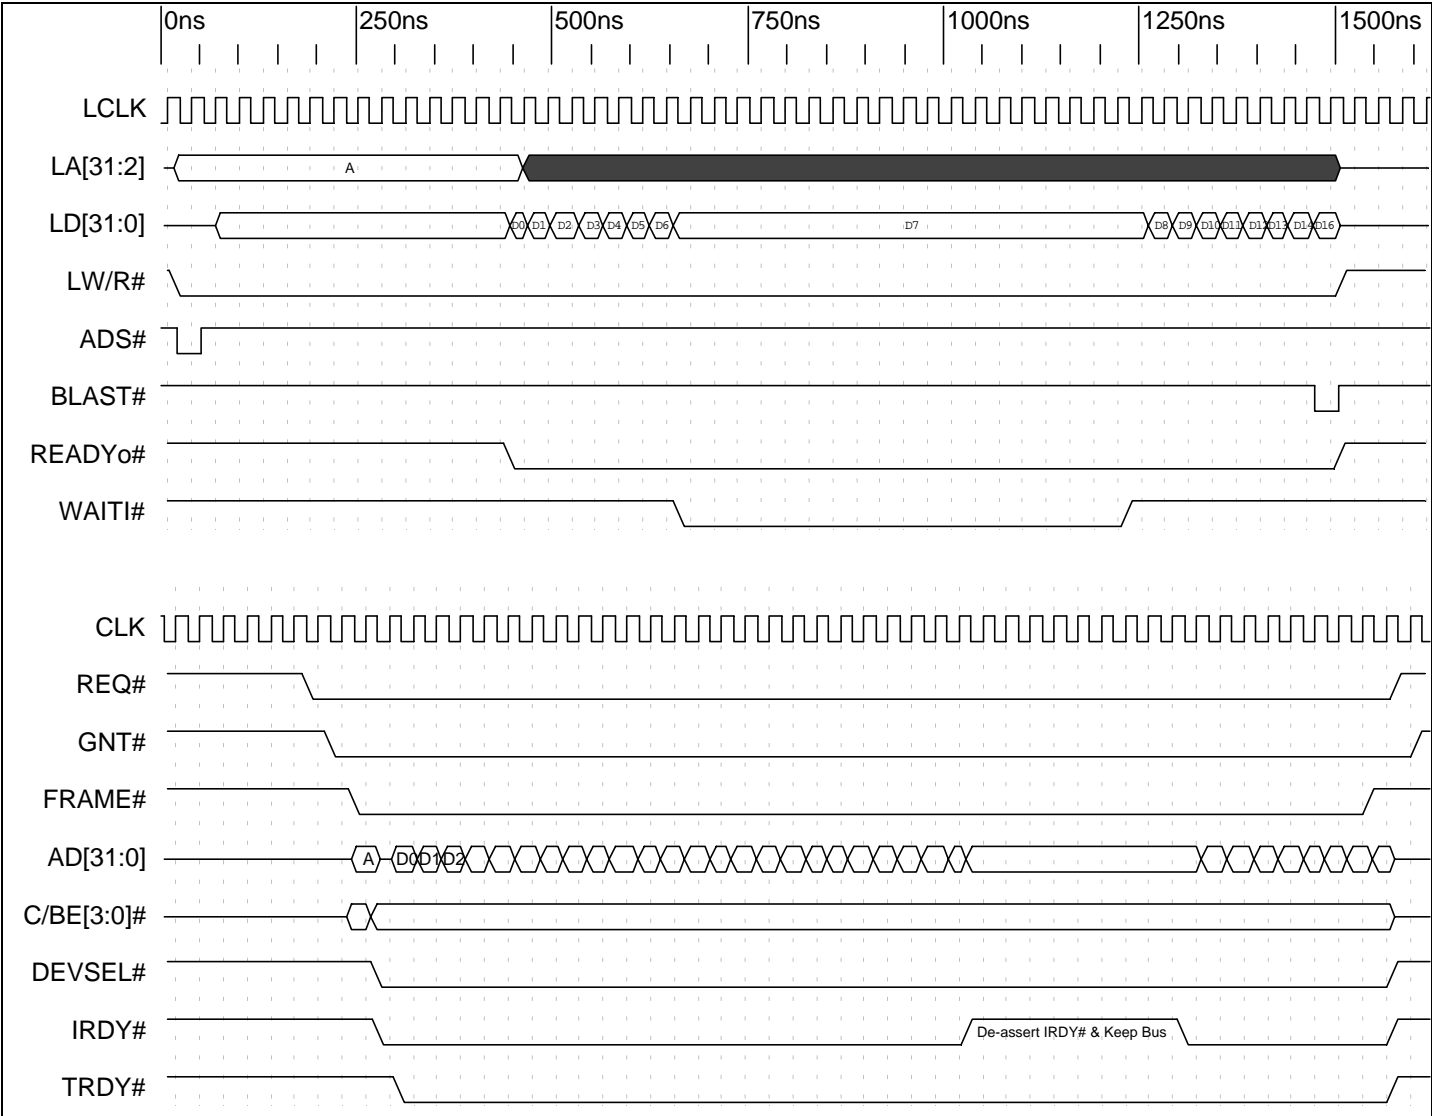 0ns 250ns 500ns 750ns 1000ns 1250ns 1500ns
LCLK
LA[31:2] A
LD[31:0] D0 D1 D2 D3 D4 D5 D6 D7 D8 D9 D10 D11 D12 D13 D14 D16
LW/R#
ADS#
BLAST#
READYo#
WAITI#
CLK
REQ#
GNT#
FRAME#
AD[31:0] A D0 D1 D2
C/BE[3:0]#
DEVSEL#
IRDY# De-assert IRDY# & Keep Bus
TRDY#